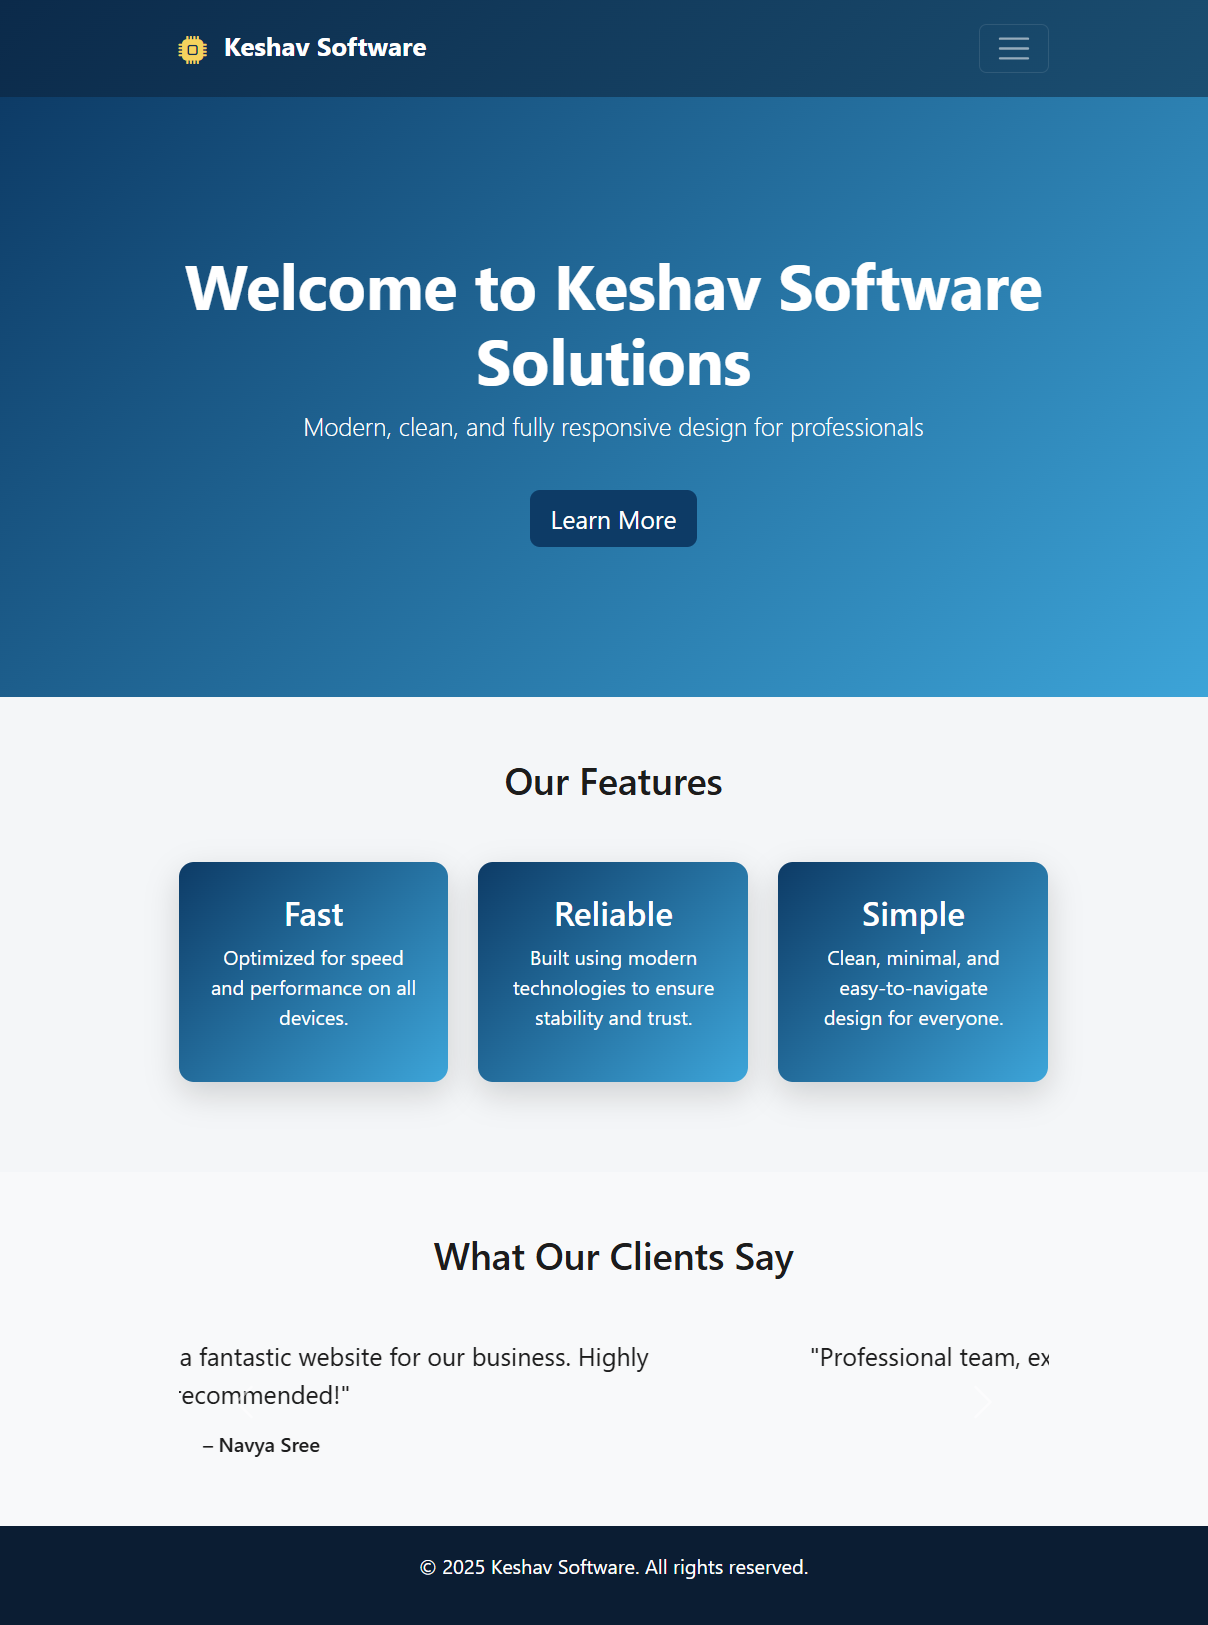 Keshav Software
Welcome to Keshav Software
Solutions
Modern, clean, and fully responsive design for professionals
Learn More
Our Features
Fast
Optimized for speed
and performance on all
devices.
Reliable
Built using modern
technologies to ensure
stability and trust.
Simple
Clean, minimal, and
easy-to-navigate
design for everyone.
What Our Clients Say
a fantastic website for our business. Highly
recommended!"
– Navya Sree
"Professional team, ex
© 2025 Keshav Software. All rights reserved.